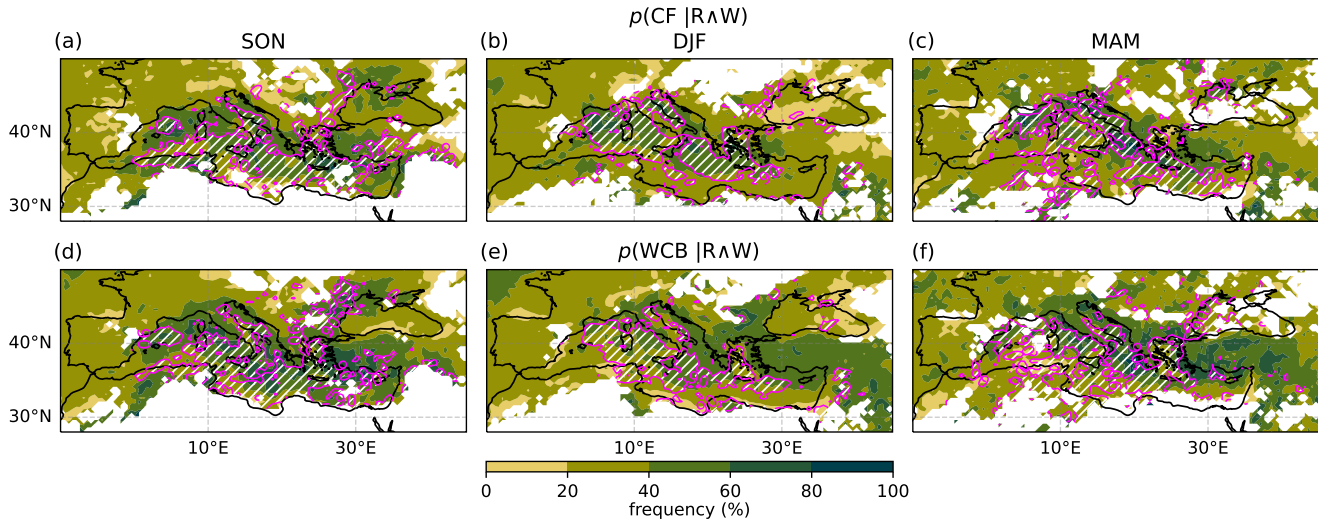 p(CF |R∧W)
(a) SON (b) DJF (c) MAM
40°N
30°N
(d) (e) p(WCB |R∧W) (f)
40°N
30°N
10°E 30°E 10°E 30°E 10°E 30°E
0 20 40 60 80 100
frequency (%)